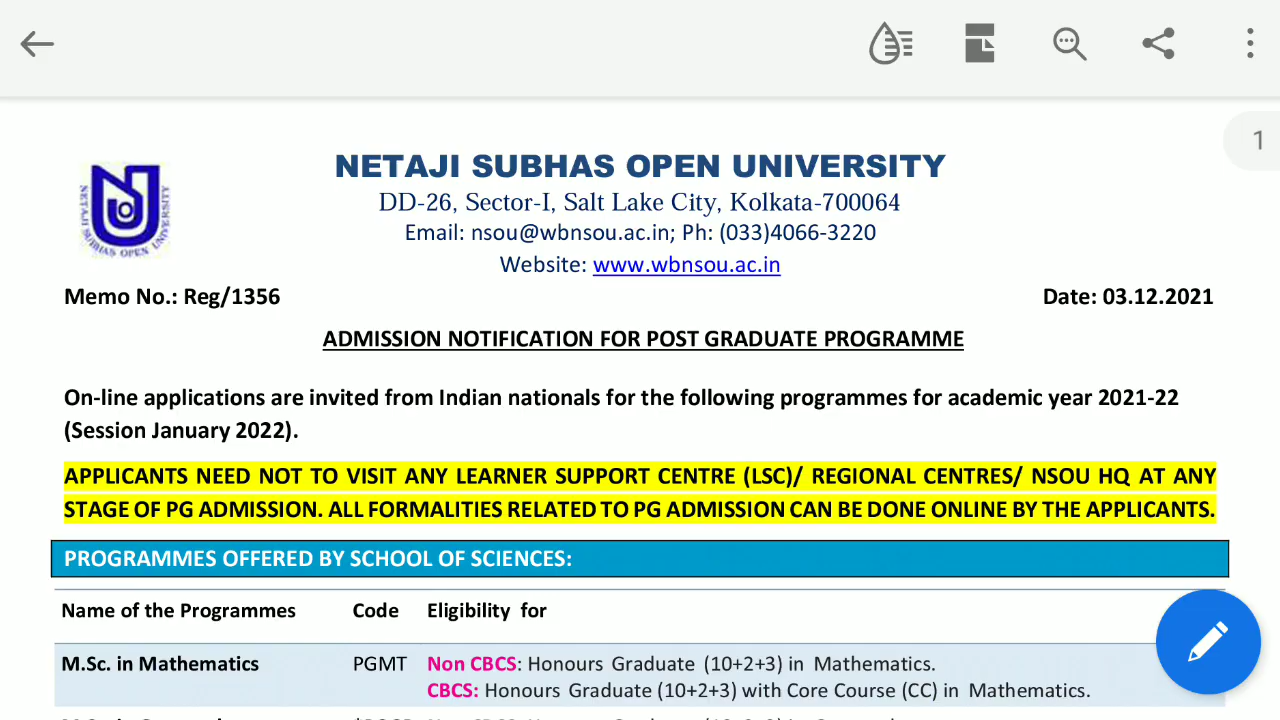 1
NETAJI SUBHAS OPEN UNIVERSITY
NETAJI SUBHAS OPEN UNIVERSITY
DD-26, Sector-I, Salt Lake City, Kolkata-700064
Email: nsou@wbnsou.ac.in; Ph: (033)4066-3220
Website: www.wbnsou.ac.in
Memo No.: Reg/1356 Date: 03.12.2021
ADMISSION NOTIFICATION FOR POST GRADUATE PROGRAMME
On-line applications are invited from Indian nationals for the following programmes for academic year 2021-22
(Session January 2022).
APPLICANTS NEED NOT TO VISIT ANY LEARNER SUPPORT CENTRE (LSC)/ REGIONAL CENTRES/ NSOU HQ AT ANY
STAGE OF PG ADMISSION. ALL FORMALITIES RELATED TO PG ADMISSION CAN BE DONE ONLINE BY THE APPLICANTS.
PROGRAMMES OFFERED BY SCHOOL OF SCIENCES:
Name of the Programmes Code Eligibility for
M.Sc. in Mathematics PGMT Non CBCS: Honours Graduate (10+2+3) in Mathematics.
CBCS: Honours Graduate (10+2+3) with Core Course (CC) in Mathematics.